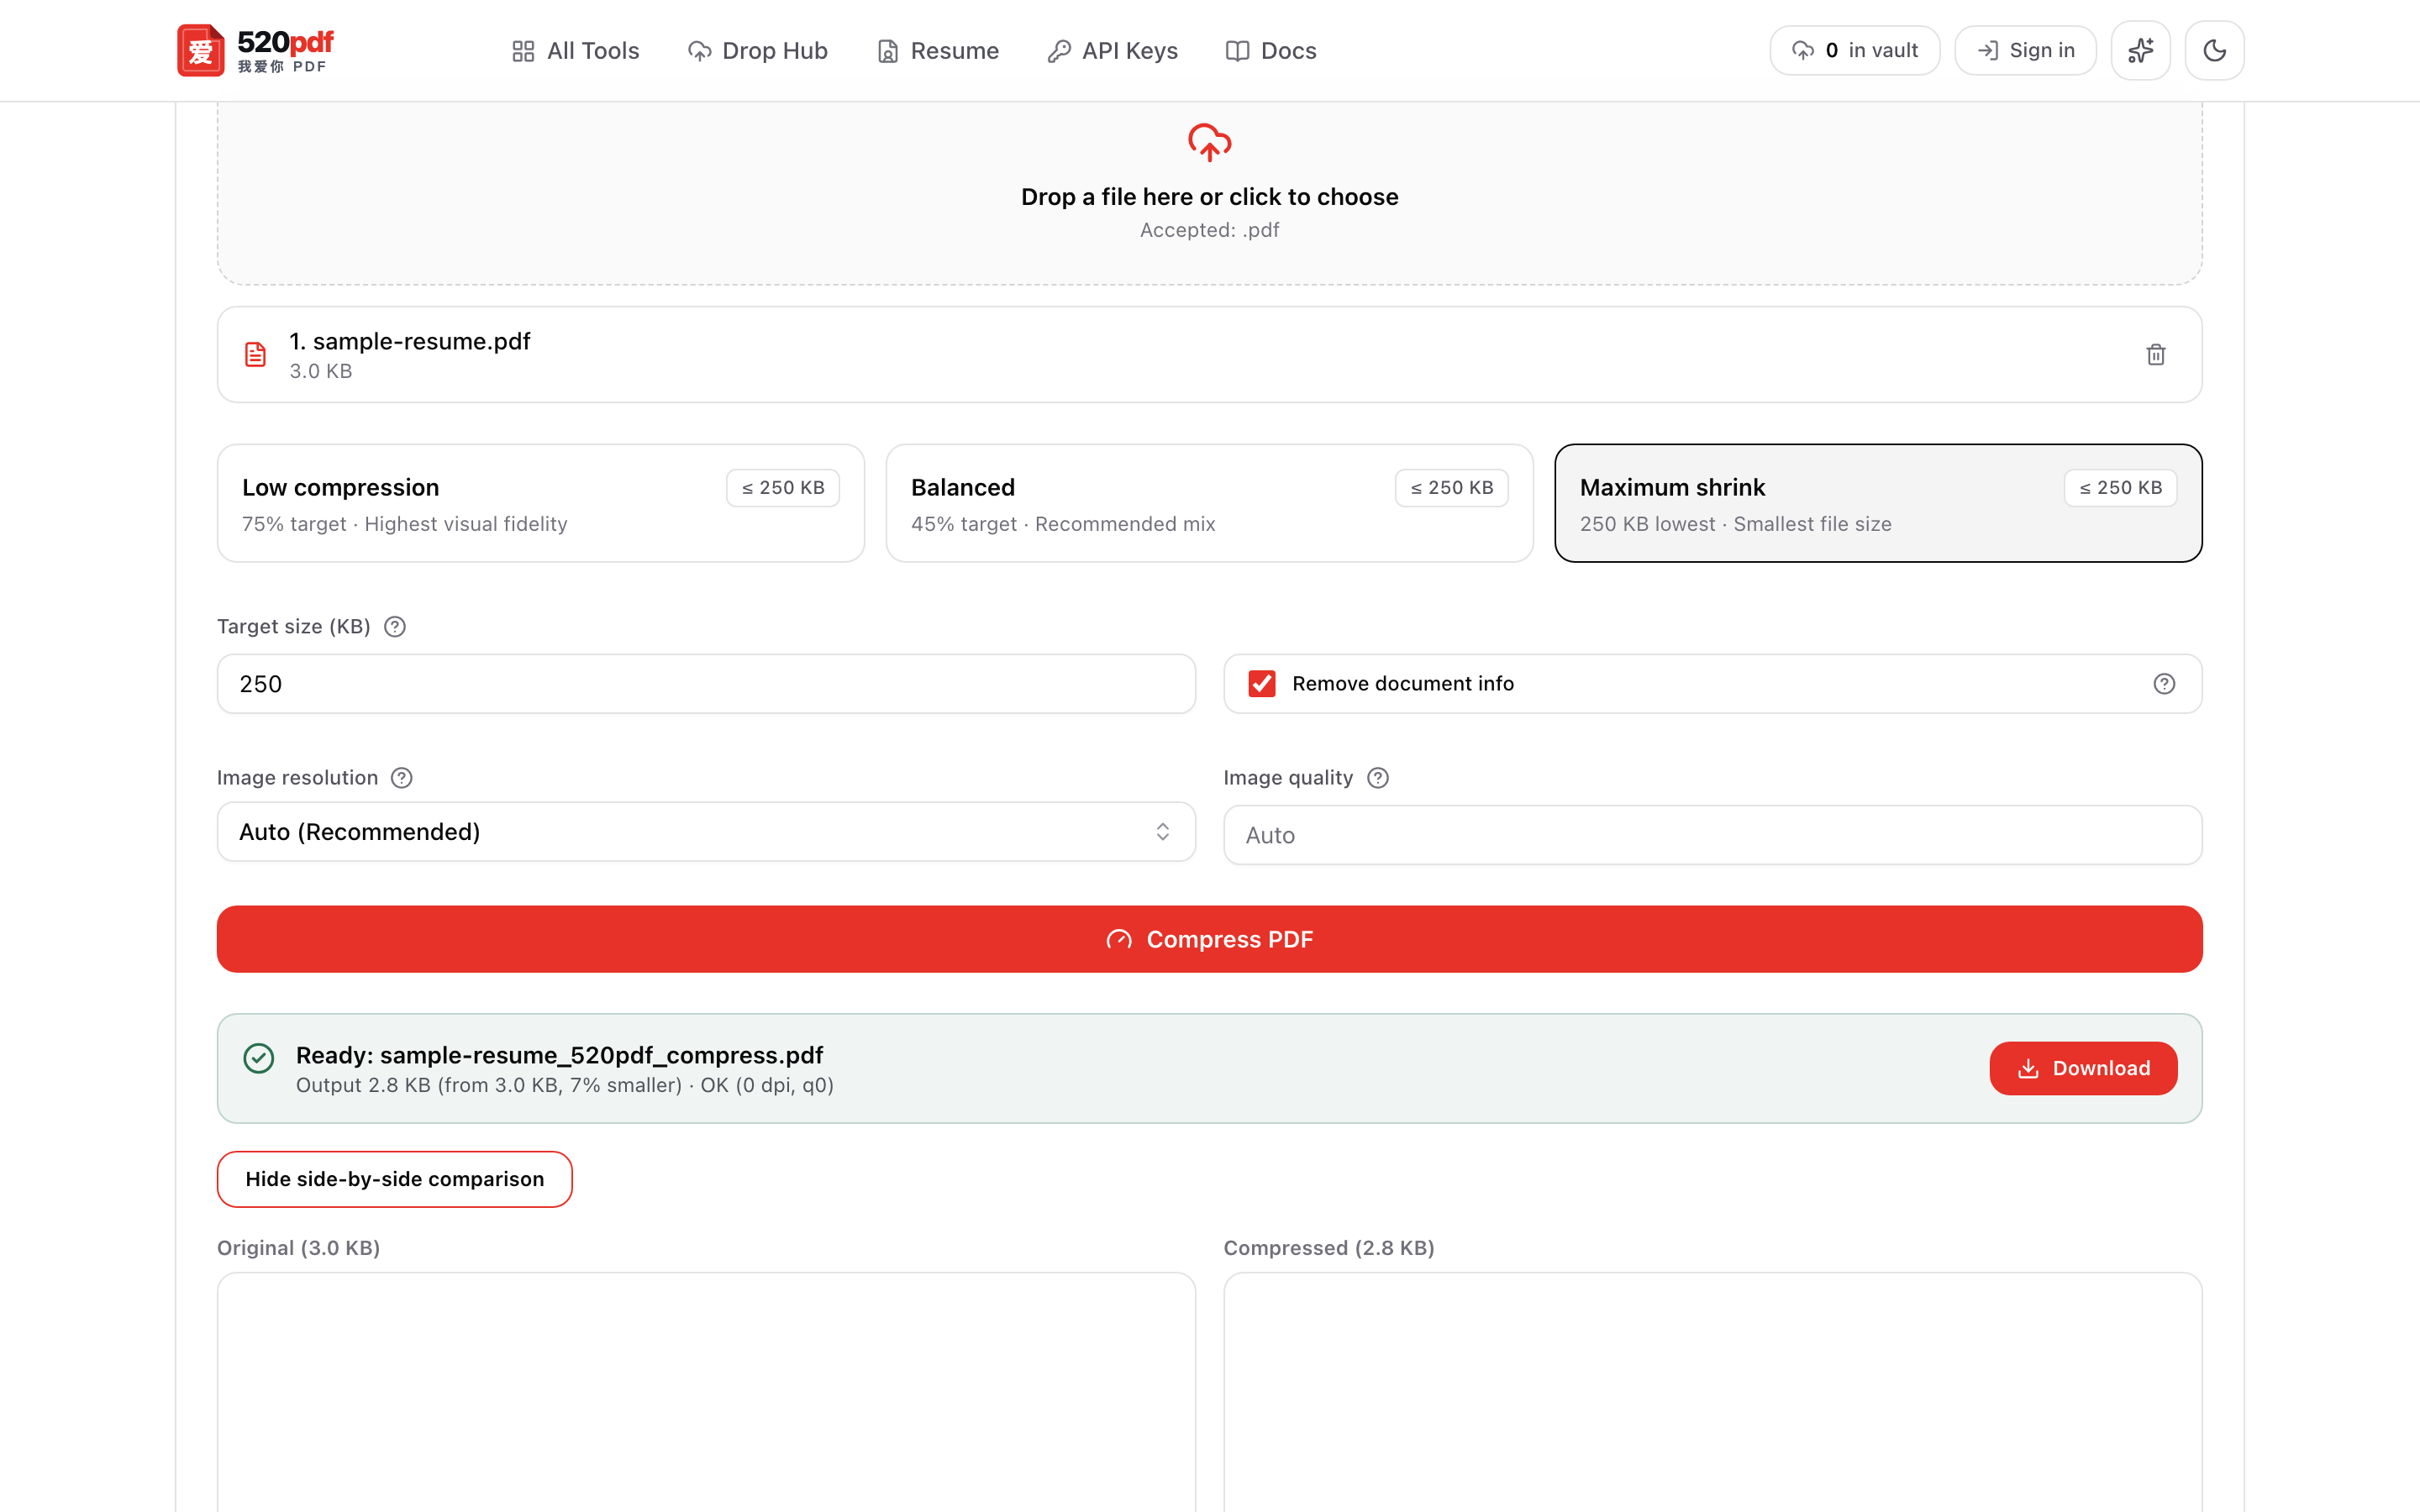 爱
520pdf
我爱你 PDF
All Tools
Drop Hub
Resume
API Keys
Docs
0 in vault
Sign in
Drop a file here or click to choose
Accepted: .pdf
1. sample-resume.pdf
3.0 KB
Low compression
≤ 250 KB
75% target · Highest visual fidelity
Balanced
≤ 250 KB
45% target · Recommended mix
Maximum shrink
≤ 250 KB
250 KB lowest · Smallest file size
Target size (KB)
250
Remove document info
Image resolution
Image quality
Auto (Recommended)
Auto
Compress PDF
Ready: sample-resume_520pdf_compress.pdf
Output 2.8 KB (from 3.0 KB, 7% smaller) · OK (0 dpi, q0)
Download
Hide side-by-side comparison
Original (3.0 KB)
Compressed (2.8 KB)